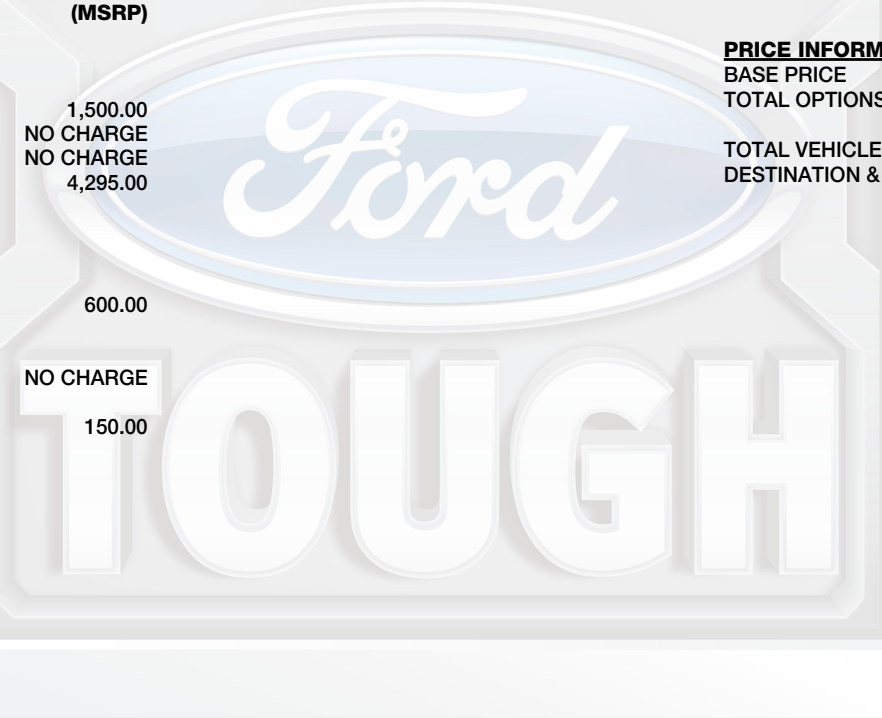 (MSRP)
1,500.00
NO CHARGE
NO CHARGE
4,295.00
600.00
NO CHARGE
150.00
PRICE INFORM
BASE PRICE
TOTAL OPTIONS
TOTAL VEHICLE
DESTINATION &
Ford
TOUGH